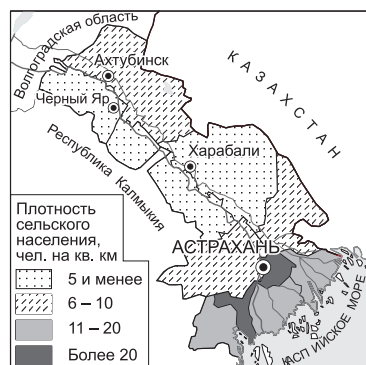 Волгоградская область
Ахтубинск
КАЗАХСТАН
Черный Яр
Харабали
Республика Калмыкия
АСТРАХАНЬ
Плотность
сельского
населения,
чел. на кв. км
5 и менее
6 – 10
11 – 20
Более 20
КАСПИЙСКОЕ МОРЕ